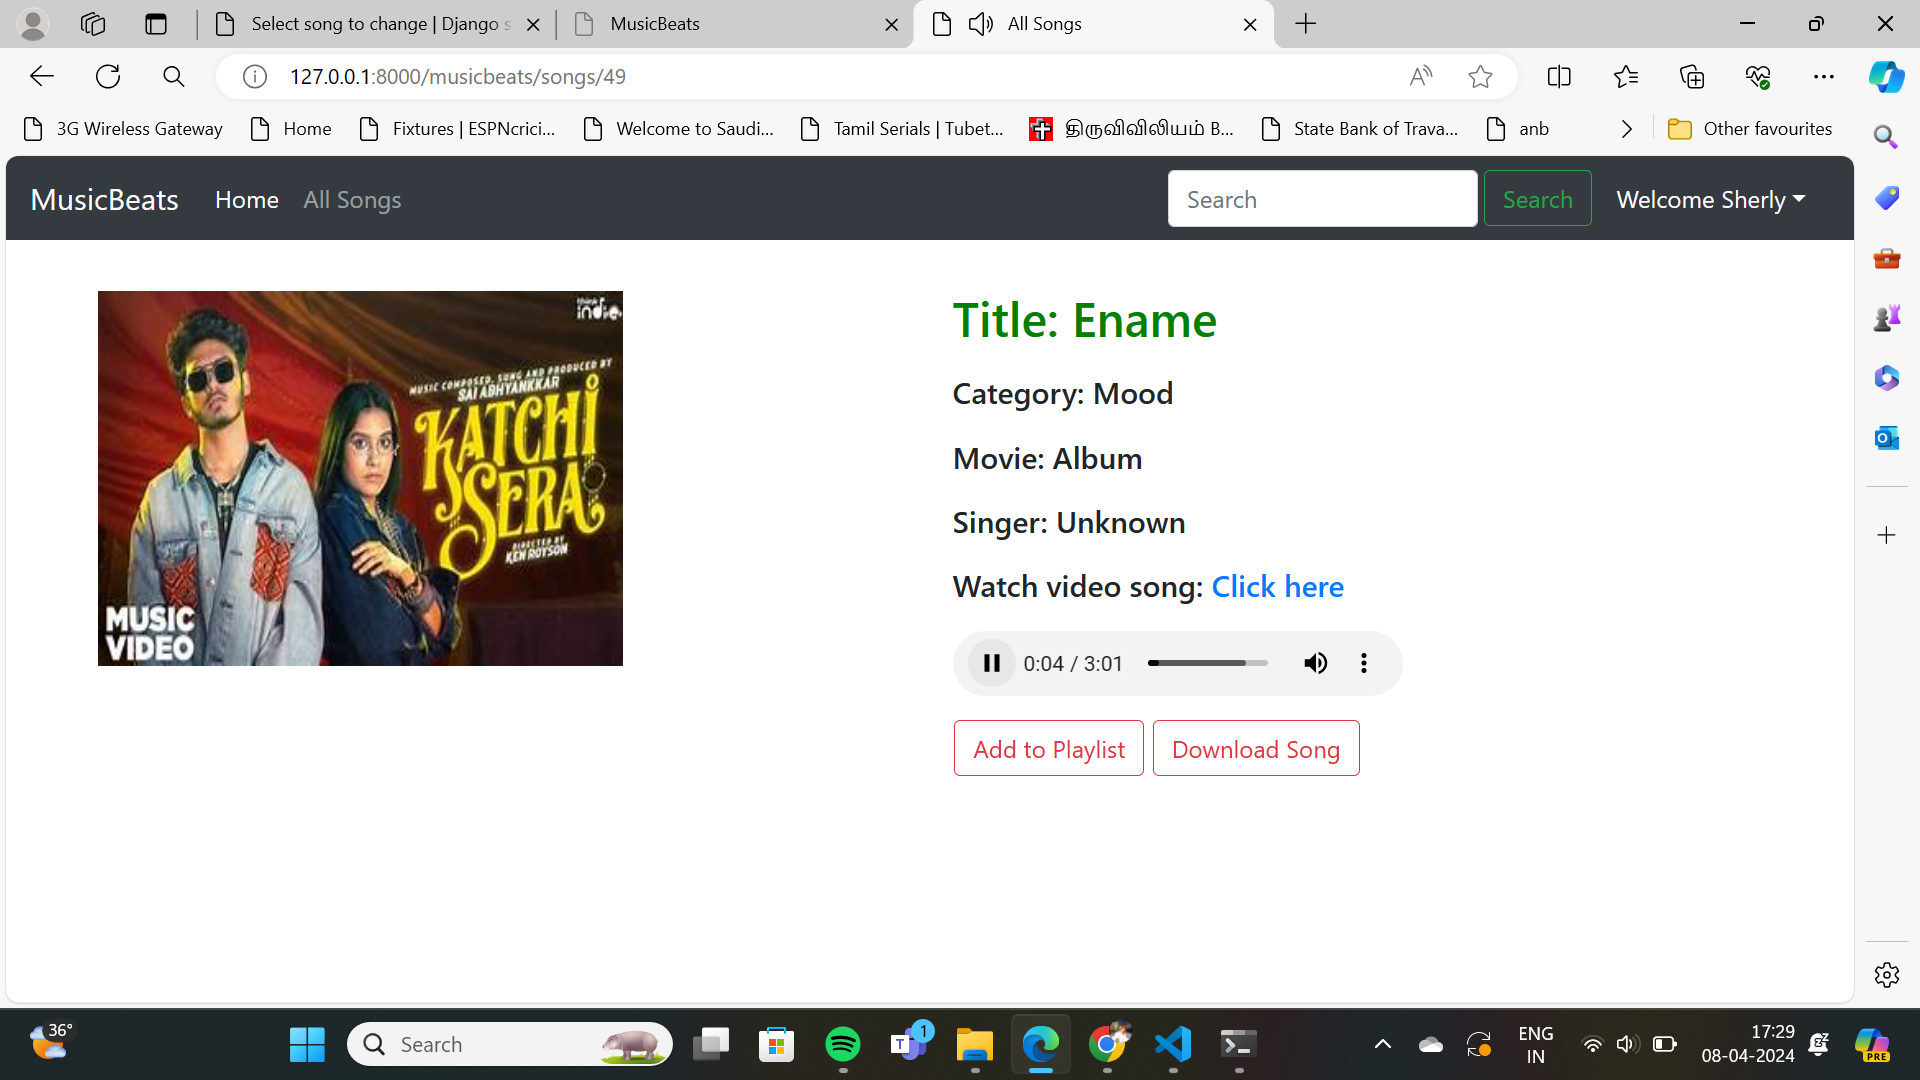 Select song to change | Django s
MusicBeats
All Songs
127.0.0.1:8000/musicbeats/songs/49
3G Wireless Gateway
Home
Fixtures | ESPNcrici...
Welcome to Saudi...
Tamil Serials | Tubet...
திருவிவிலியம் B...
State Bank of Trava...
anb
Other favourites
MusicBeats
Home
All Songs
Search
Search
Welcome Sherly
think
indie
MUSIC COMPOSED, SUNG AND PRODUCED BY
SAI ABHYANKKAR
KATCHI
SERA
DIRECTED BY
KEN ROYSON
MUSIC
VIDEO
Title: Ename
Category: Mood
Movie: Album
Singer: Unknown
Watch video song: Click here
0:04 / 3:01
Add to Playlist
Download Song
36°
Search
1
ENG
IN
17:29
08-04-2024
PRE